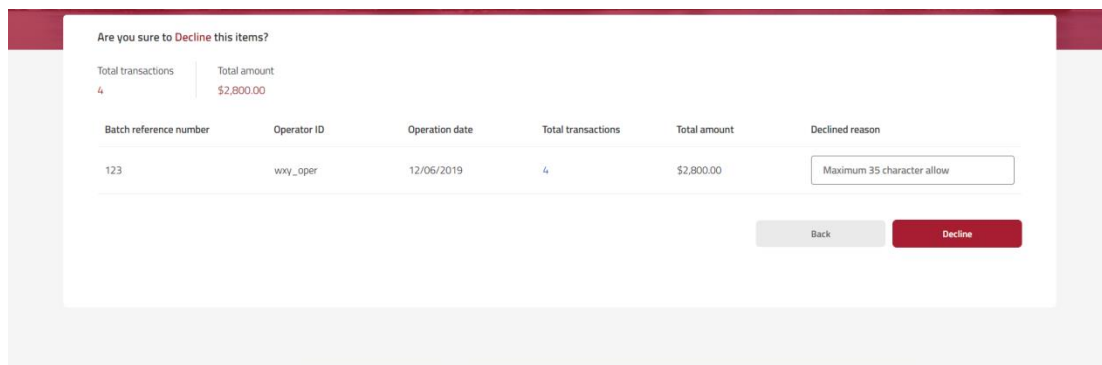 Are you sure to Decline this items?
Total transactions Total amount
4 $2,800.00
Batch reference number Operator ID Operation date Total transactions Total amount Declined reason
123 wxy_oper 12/06/2019 4 $2,800.00 Maximum 35 character allow
Back Decline